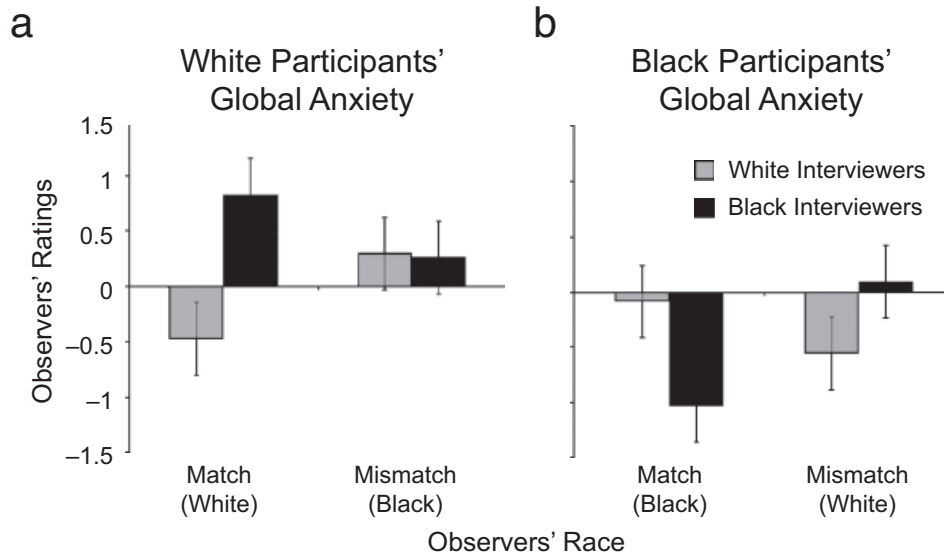 a
White Participants’
Global Anxiety
b
Black Participants’
Global Anxiety
Observers’ Ratings
1.5
1
0.5
0
–0.5
–1
–1.5
White Interviewers
Black Interviewers
Match
(White)
Mismatch
(Black)
Match
(Black)
Mismatch
(White)
Observers’ Race